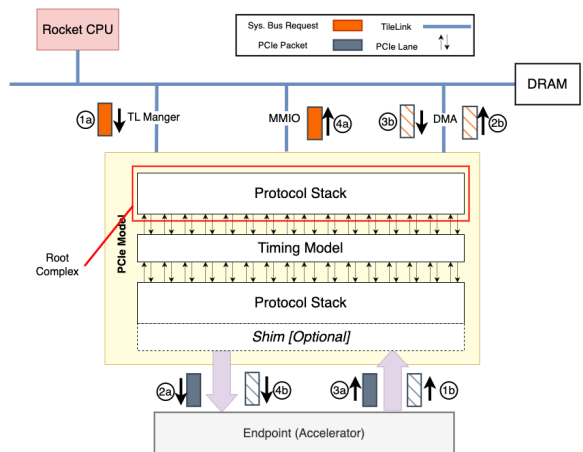 Rocket CPU
Sys. Bus Request
TileLink
PCIe Packet
PCIe Lane
DRAM
1a
TL Manger
MMIO
4a
3b
DMA
2b
PCIe Model
Protocol Stack
Root
Complex
Timing Model
Protocol Stack
Shim [Optional]
2a
4b
3a
1b
Endpoint (Accelerator)